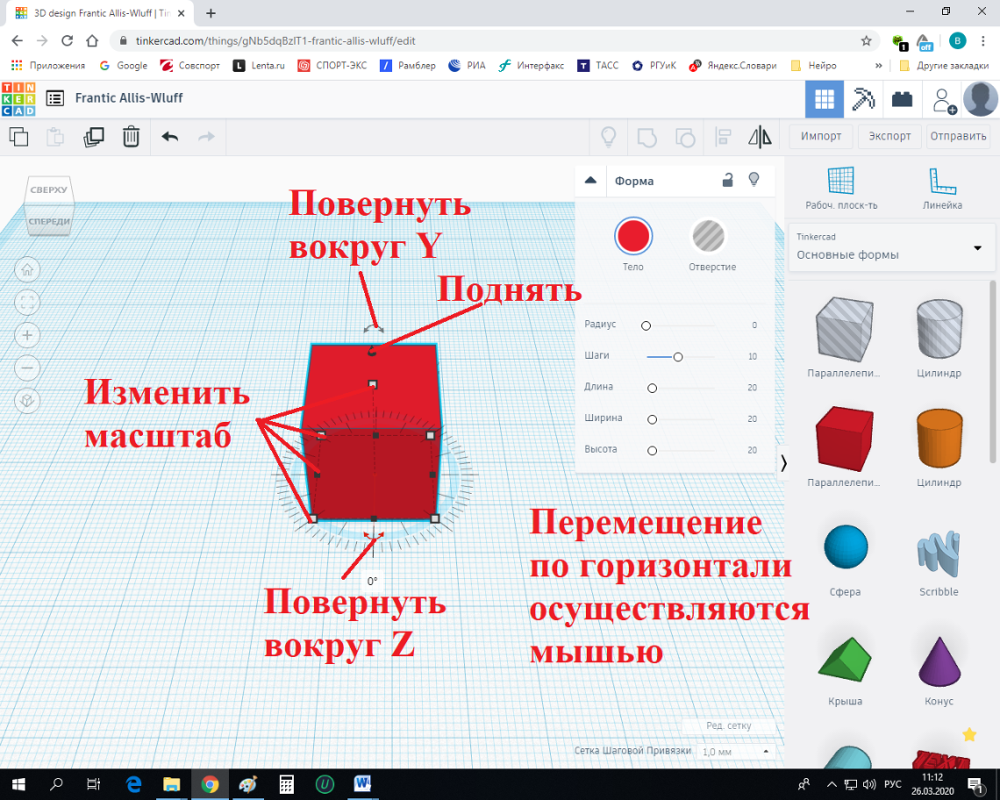 3D design Frantic Allis-Wluff | Tin
tinkercad.com/things/gNb5dqBzlT1-frantic-allis-wluff/edit
1
off
B
Приложения
Google
Совспорт
Lenta.ru
СПОРТ-ЭКС
Рамблер
РИА
Интерфакс
ТАСС
РГУиК
Яндекс.Словари
Нейро
»
Другие закладки
TIN
KER
CAD
Frantic Allis-Wluff
Импорт
Экспорт
Отправить
СВЕРХУ
СПЕРЕДИ
Повернуть
вокруг Y
Поднять
Изменить
масштаб
0°
Повернуть
вокруг Z
Перемещение
по горизонтали
осуществляются
мышью
Форма
Тело
Отверстие
Радиус 0
Шаги 10
Длина 20
Ширина 20
Высота 20
Рабоч. плоск-ть
Линейка
Tinkercad
Основные формы
Параллелепи...
Цилиндр
Параллелепи...
Цилиндр
Сфера
Scribble
Крыша
Конус
Ред. сетку
Сетка Шаговой Привязки 1,0 мм
РУС
11:12
26.03.2020
1